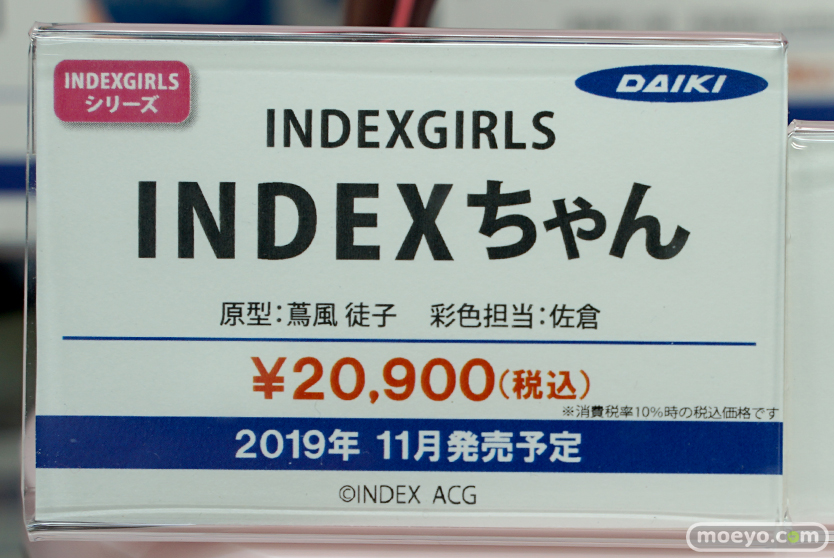 INDEXGIRLS
シリーズ
DAIKI
INDEXGIRLS
INDEXちゃん
原型：蔦風 徒子　彩色担当：佐倉
￥20,900(税込)
※消費税率10％時の税込価格です
2019年 11月発売予定
©INDEX ACG
moeyo.com